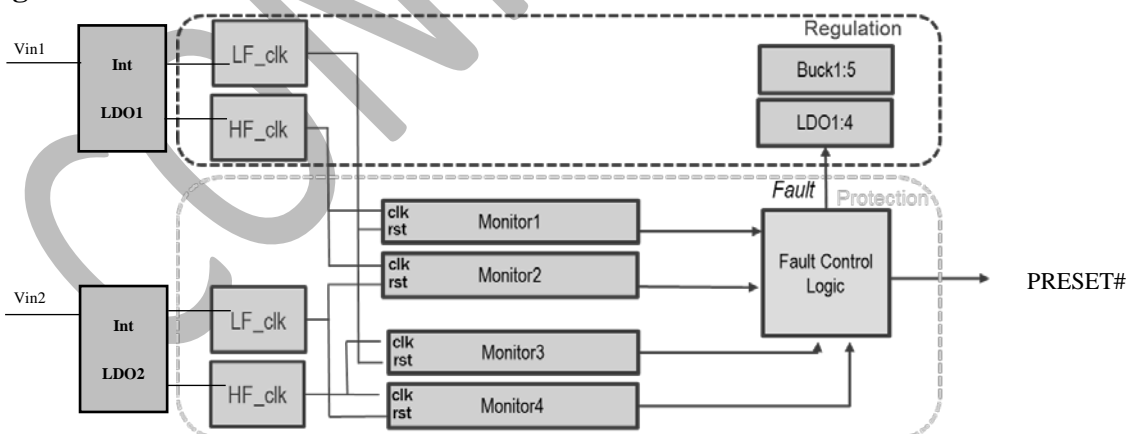 Regulation
Vin1
Int
LDO1
LF_clk
HF_clk
Buck1:5
LDO1:4
Fault
Protection
clk
rst
Monitor1
clk
rst
Monitor2
Fault Control
Logic
PRESET#
Vin2
Int
LDO2
LF_clk
HF_clk
clk
rst
Monitor3
clk
rst
Monitor4